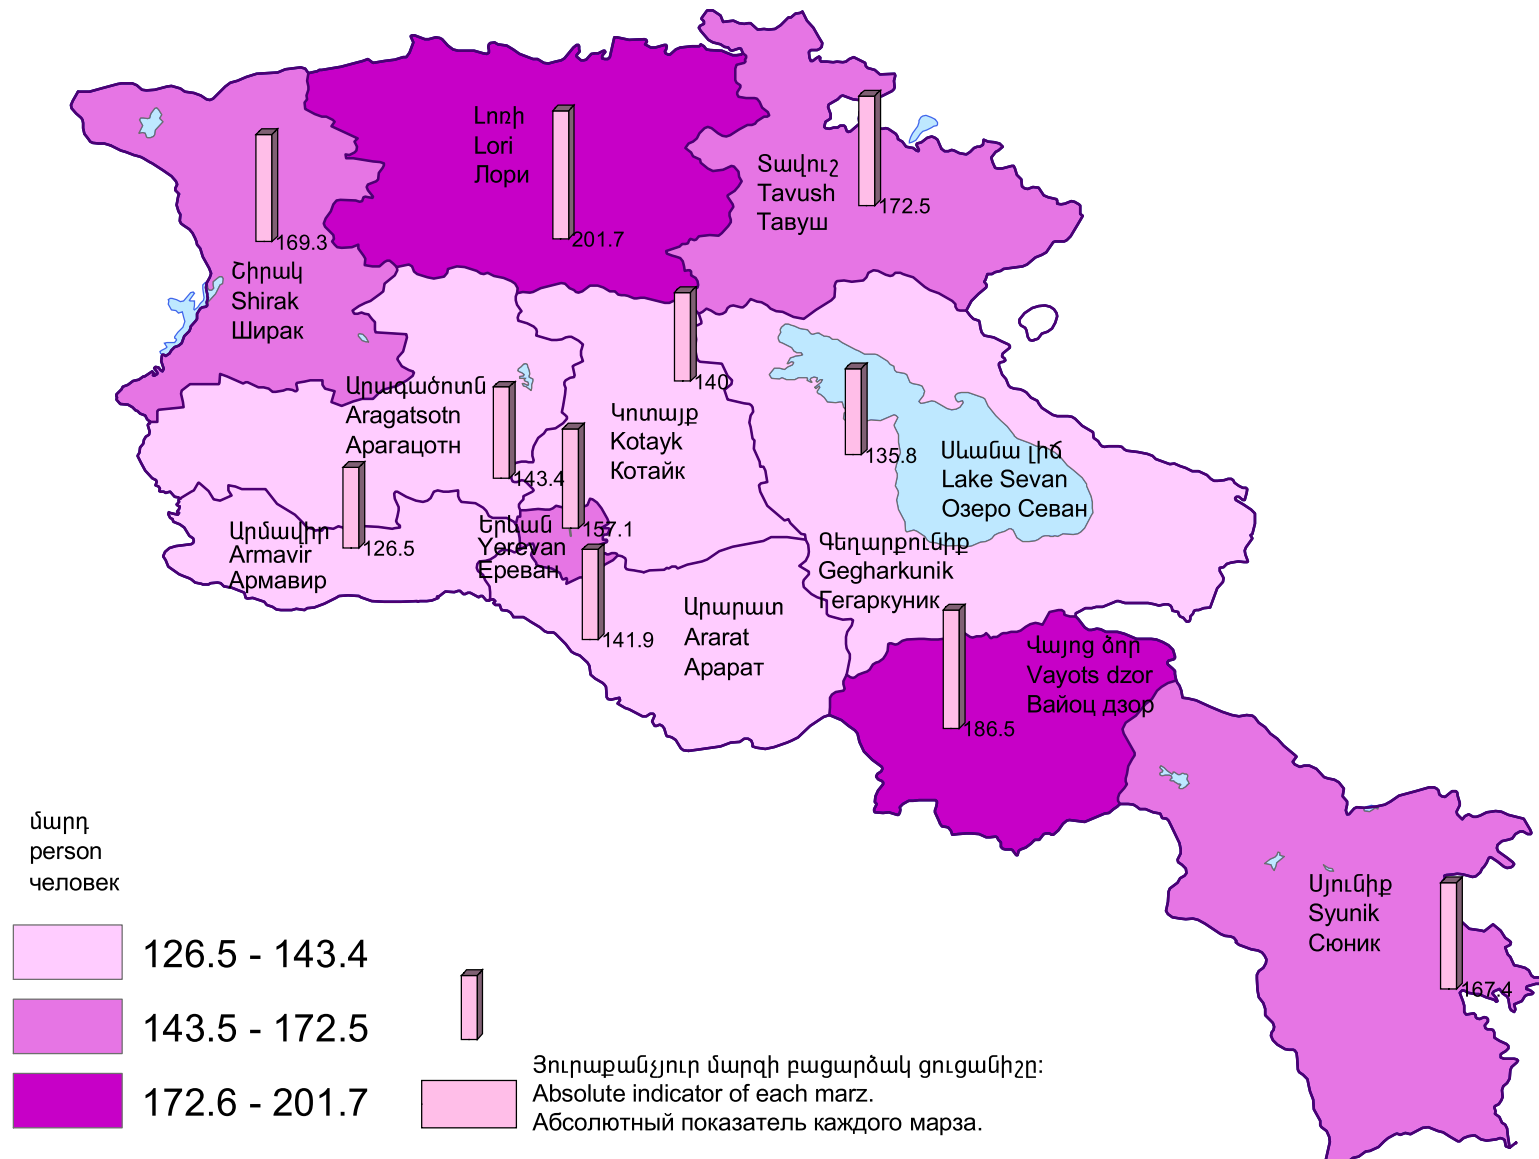 Լոռի
Lori
Лори
201.7
Տավուշ
Tavush
Тавуш
172.5
169.3
Շիրակ
Shirak
Ширак
140
Արագածոտն
Aragatsotn
Арагацотн
143.4
Կոտայք
Kotayk
Котайк
135.8
Սևանա լիճ
Lake Sevan
Озеро Севан
Արմավիր
Armavir
Армавир
126.5
Երևան
Yerevan
Ереван
157.1
Գեղարքունիք
Gegharkunik
Гегаркуник
141.9
Արարատ
Ararat
Арарат
Վայոց ձոր
Vayots dzor
Вайоц дзор
186.5
Սյունիք
Syunik
Сюник
167.4
մարդ
person
человек
126.5 - 143.4
143.5 - 172.5
172.6 - 201.7
Յուրաքանչյուր մարզի բացարձակ ցուցանիշը:
Absolute indicator of each marz.
Абсолютный показатель каждого марза.